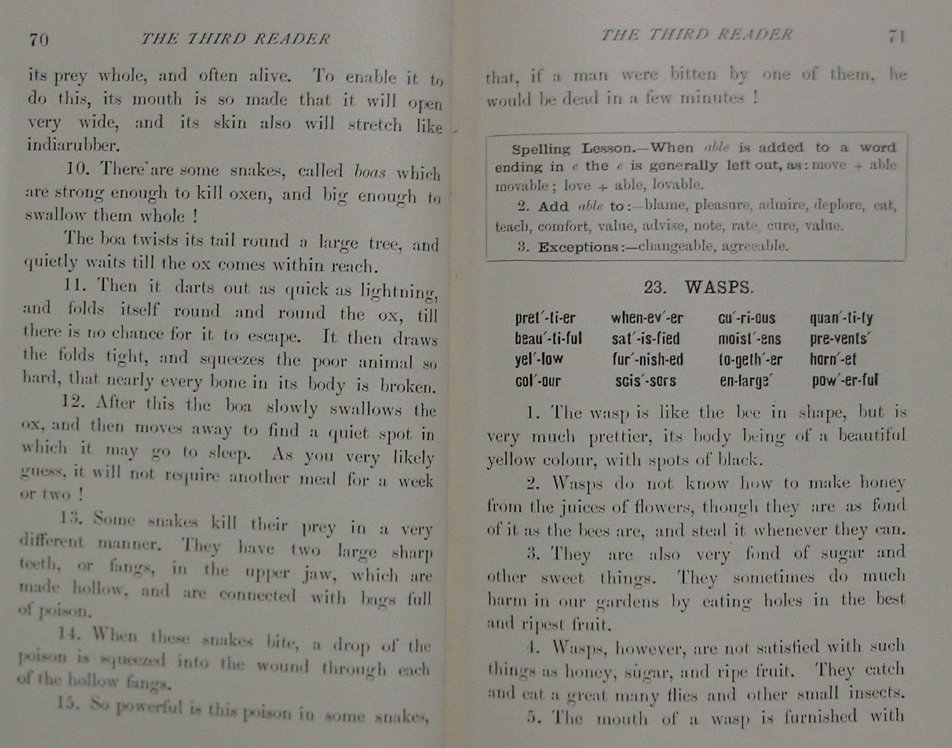 70 THE THIRD READER
its prey whole, and often alive. To enable it to
do this, its mouth is so made that it will open
very wide, and its skin also will stretch like
indiarubber.
10. There are some snakes, called boas which
are strong enough to kill oxen, and big enough to
swallow them whole !
The boa twists its tail round a large tree, and
quietly waits till the ox comes within reach.
11. Then it darts out as quick as lightning,
and folds itself round and round the ox, till
there is no chance for it to escape. It then draws
the folds tight, and squeezes the poor animal so
hard, that nearly every bone in its body is broken.
12. After this the boa slowly swallows the
ox, and then moves away to find a quiet spot in
which it may go to sleep. As you very likely
guess, it will not require another meal for a week
or two !
13. Some snakes kill their prey in a very
different manner. They have two large sharp
teeth, or fangs, in the upper jaw, which are
made hollow, and are connected with bags full
of poison.
14. When these snakes bite, a drop of the
poison is squeezed into the wound through each
of the hollow fangs.
15. So powerful is this poison in some snakes,
THE THIRD READER 71
that, if a man were bitten by one of them, he
would be dead in a few minutes !
Spelling Lesson.—When able is added to a word
ending in e the e is generally left out, as: move + able
movable ; love + able, lovable.
2. Add able to :—blame, pleasure, admire, deplore, eat,
teach, comfort, value, advise, note, rate, cure, value.
3. Exceptions :—changeable, agreeable.
23. WASPS.
pret´-ti-er when-ev´-er cu´-ri-ous quan´-ti-ty
beau´-ti-ful sat´-is-fied moist´-ens pre-vents´
yel´-low fur´-nish-ed to-geth´-er horn´-et
col´-our scis´-sors en-large´ pow´-er-ful
1. The wasp is like the bee in shape, but is
very much prettier, its body being of a beautiful
yellow colour, with spots of black.
2. Wasps do not know how to make honey
from the juices of flowers, though they are as fond
of it as the bees are, and steal it whenever they can.
3. They are also very fond of sugar and
other sweet things. They sometimes do much
harm in our gardens by eating holes in the best
and ripest fruit.
4. Wasps, however, are not satisfied with such
things as honey, sugar, and ripe fruit. They catch
and eat a great many flies and other small insects.
5. The mouth of a wasp is furnished with